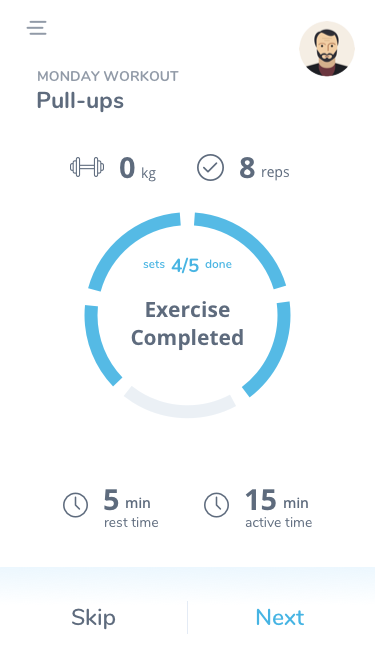 MONDAY WORKOUT
Pull-ups
0 kg 8 reps
sets 4/5 done
Exercise
Completed
5 min 15 min
rest time active time
Skip Next